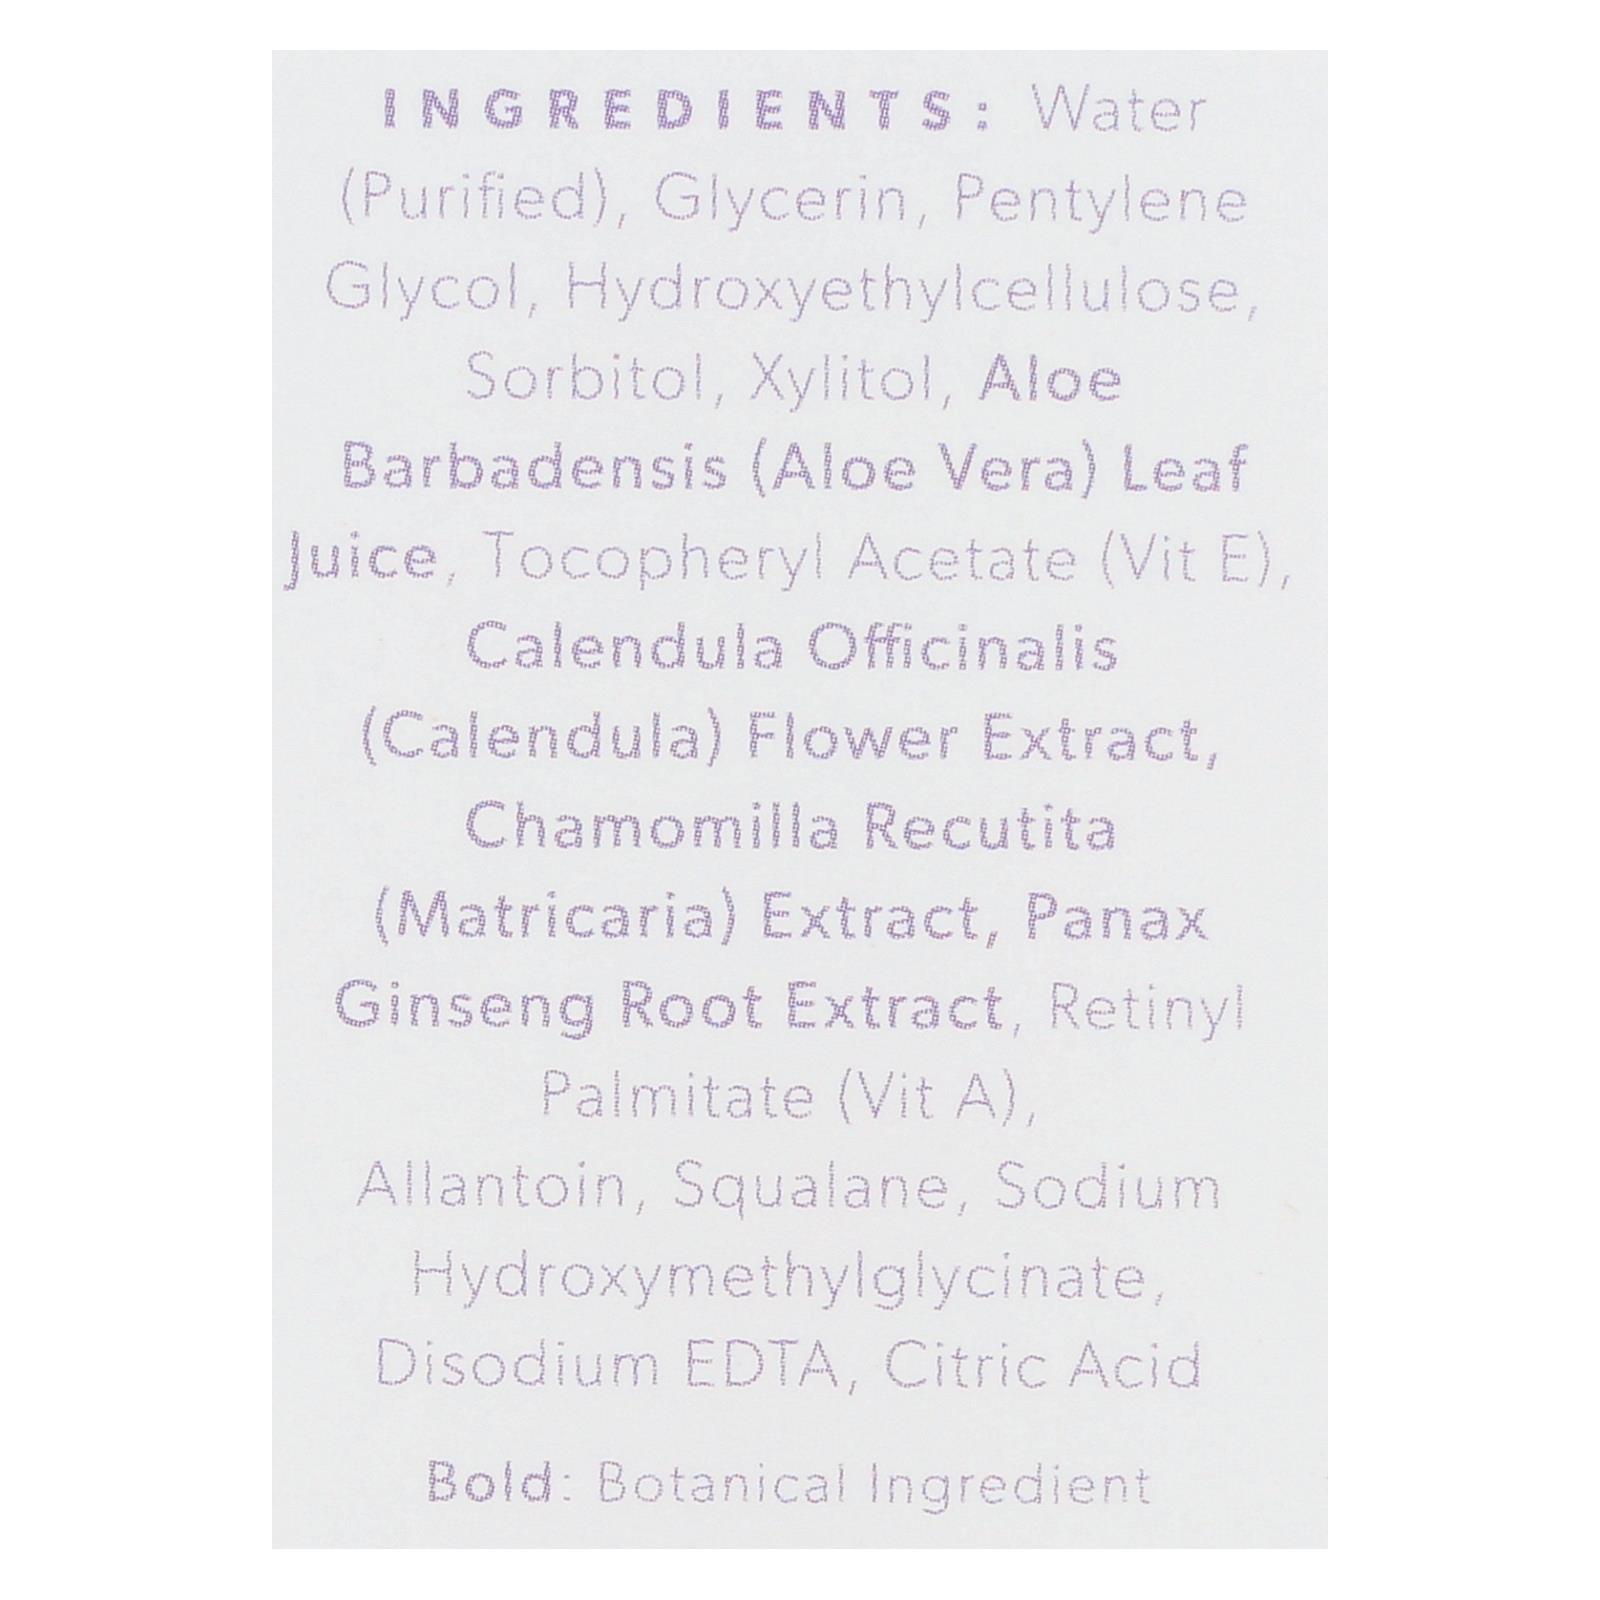 INGREDIENTS: Water
(Purified), Glycerin, Pentylene
Glycol, Hydroxyethylcellulose,
Sorbitol, Xylitol, Aloe
Barbadensis (Aloe Vera) Leaf
Juice, Tocopheryl Acetate (Vit E),
Calendula Officinalis
(Calendula) Flower Extract,
Chamomilla Recutita
(Matricaria) Extract, Panax
Ginseng Root Extract, Retinyl
Palmitate (Vit A),
Allantoin, Squalane, Sodium
Hydroxymethylglycinate,
Disodium EDTA, Citric Acid
Bold: Botanical Ingredient